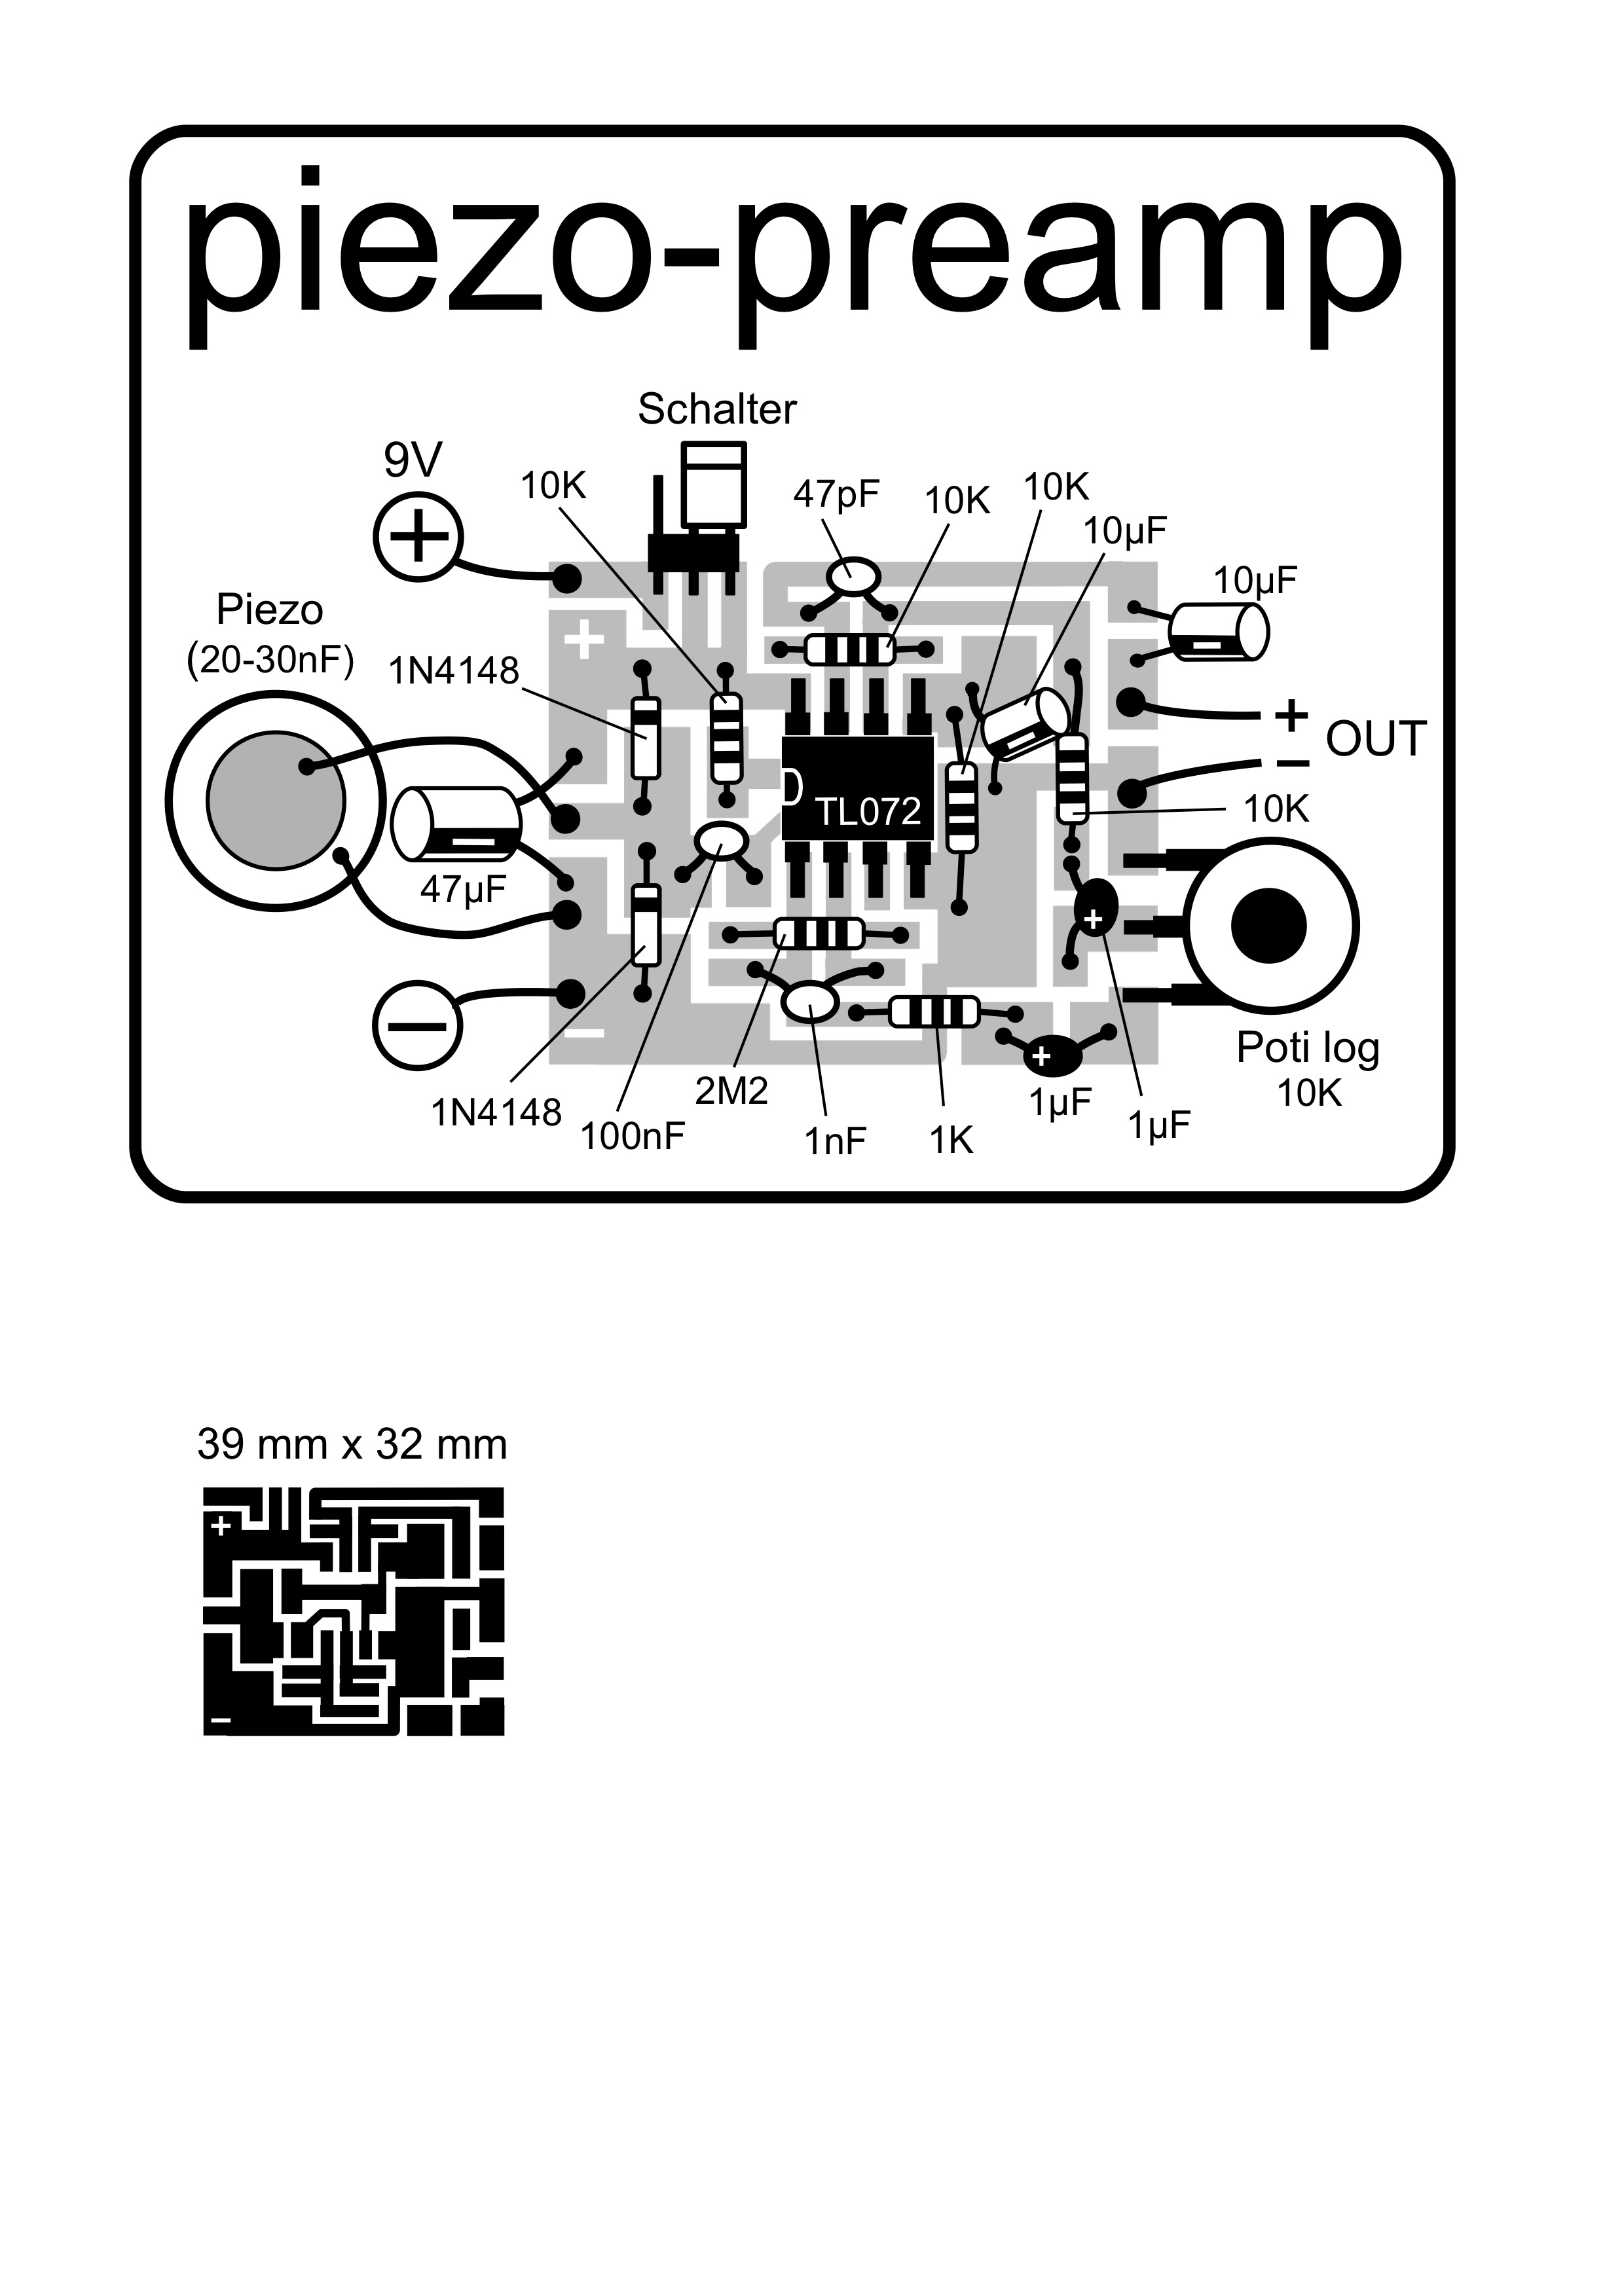 piezo-preamp
Schalter
9V
10K
47pF
10K
10K
10µF
10µF
+
Piezo
(20-30nF)
1N4148
+
+
OUT
−
TL072
10K
47µF
+
−
−
Poti log
10K
+
2M2
1µF
1N4148
100nF
1nF
1K
1µF
39 mm x 32 mm
+
−